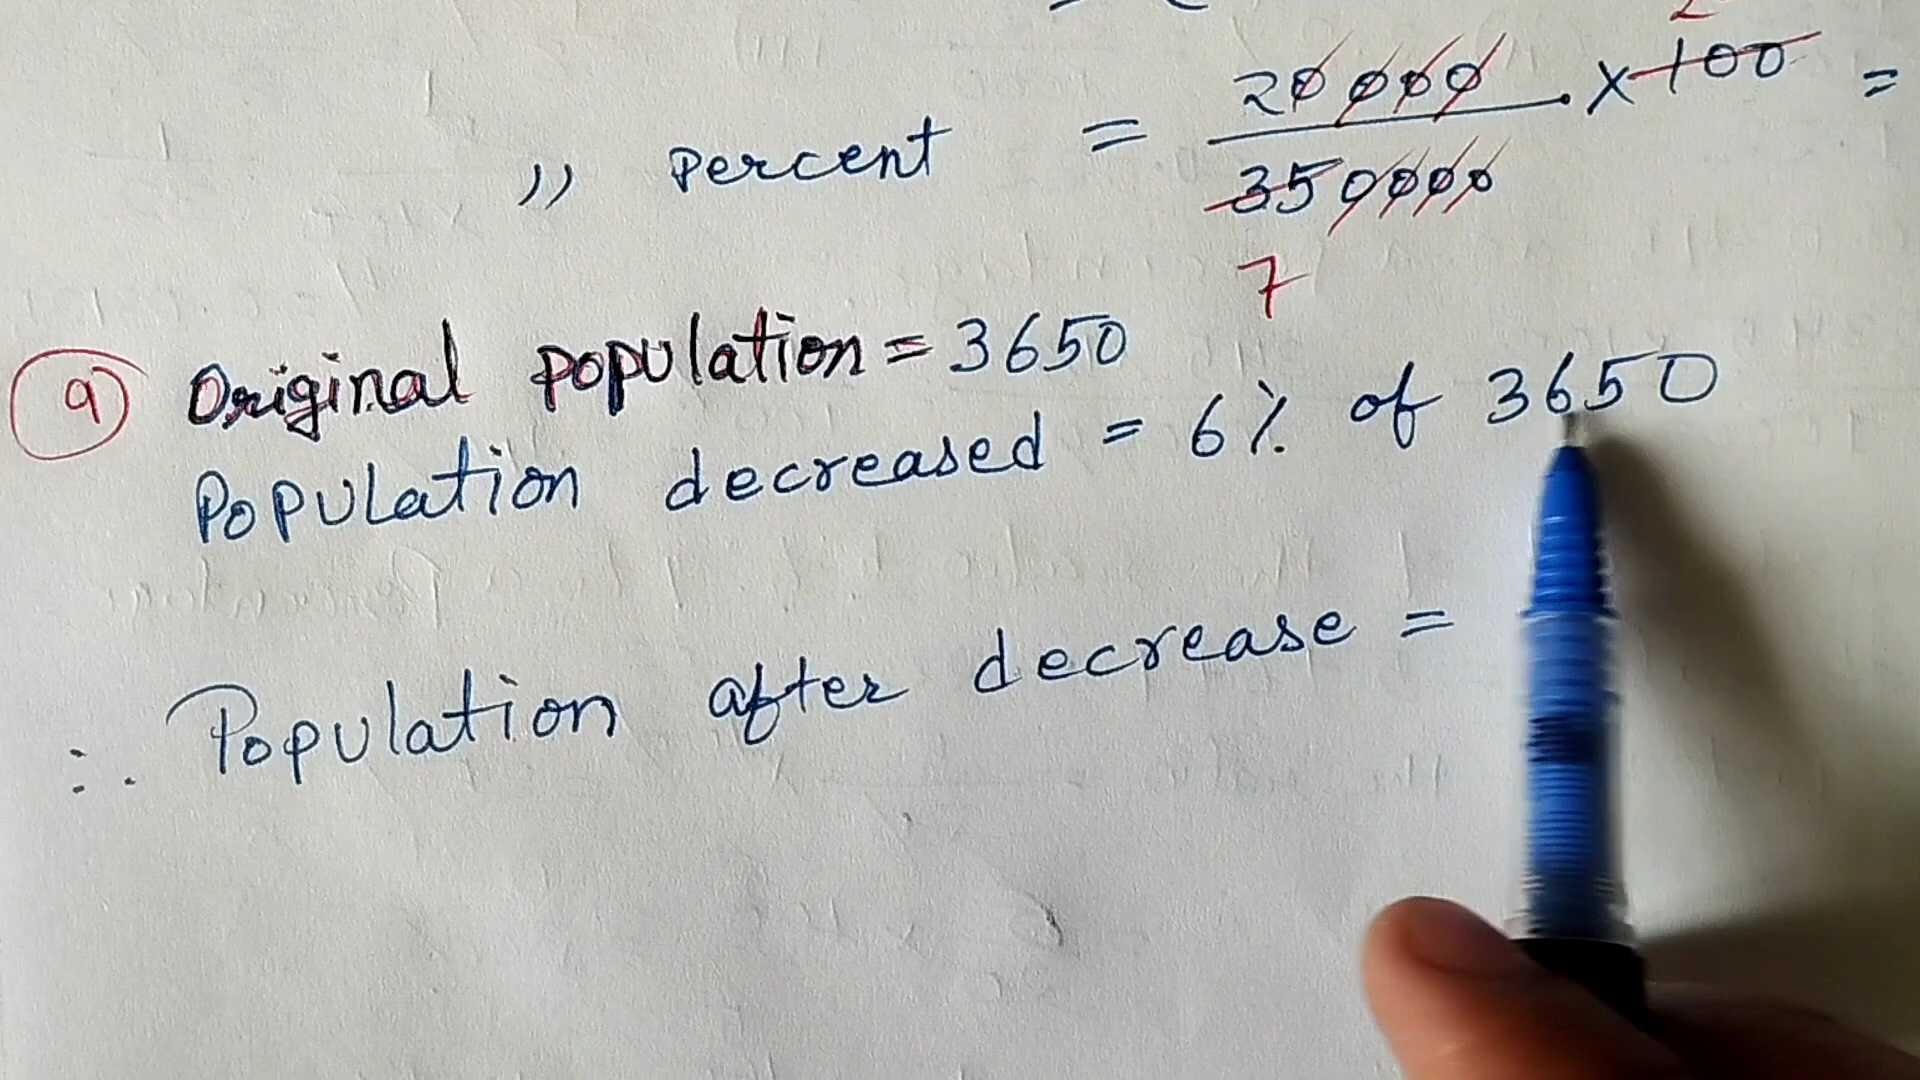 2
20000 × 100 =
,, Percent = 350000
7
9 Original population = 3650
Population decreased = 6% of 3650
∴ Population after decrease =